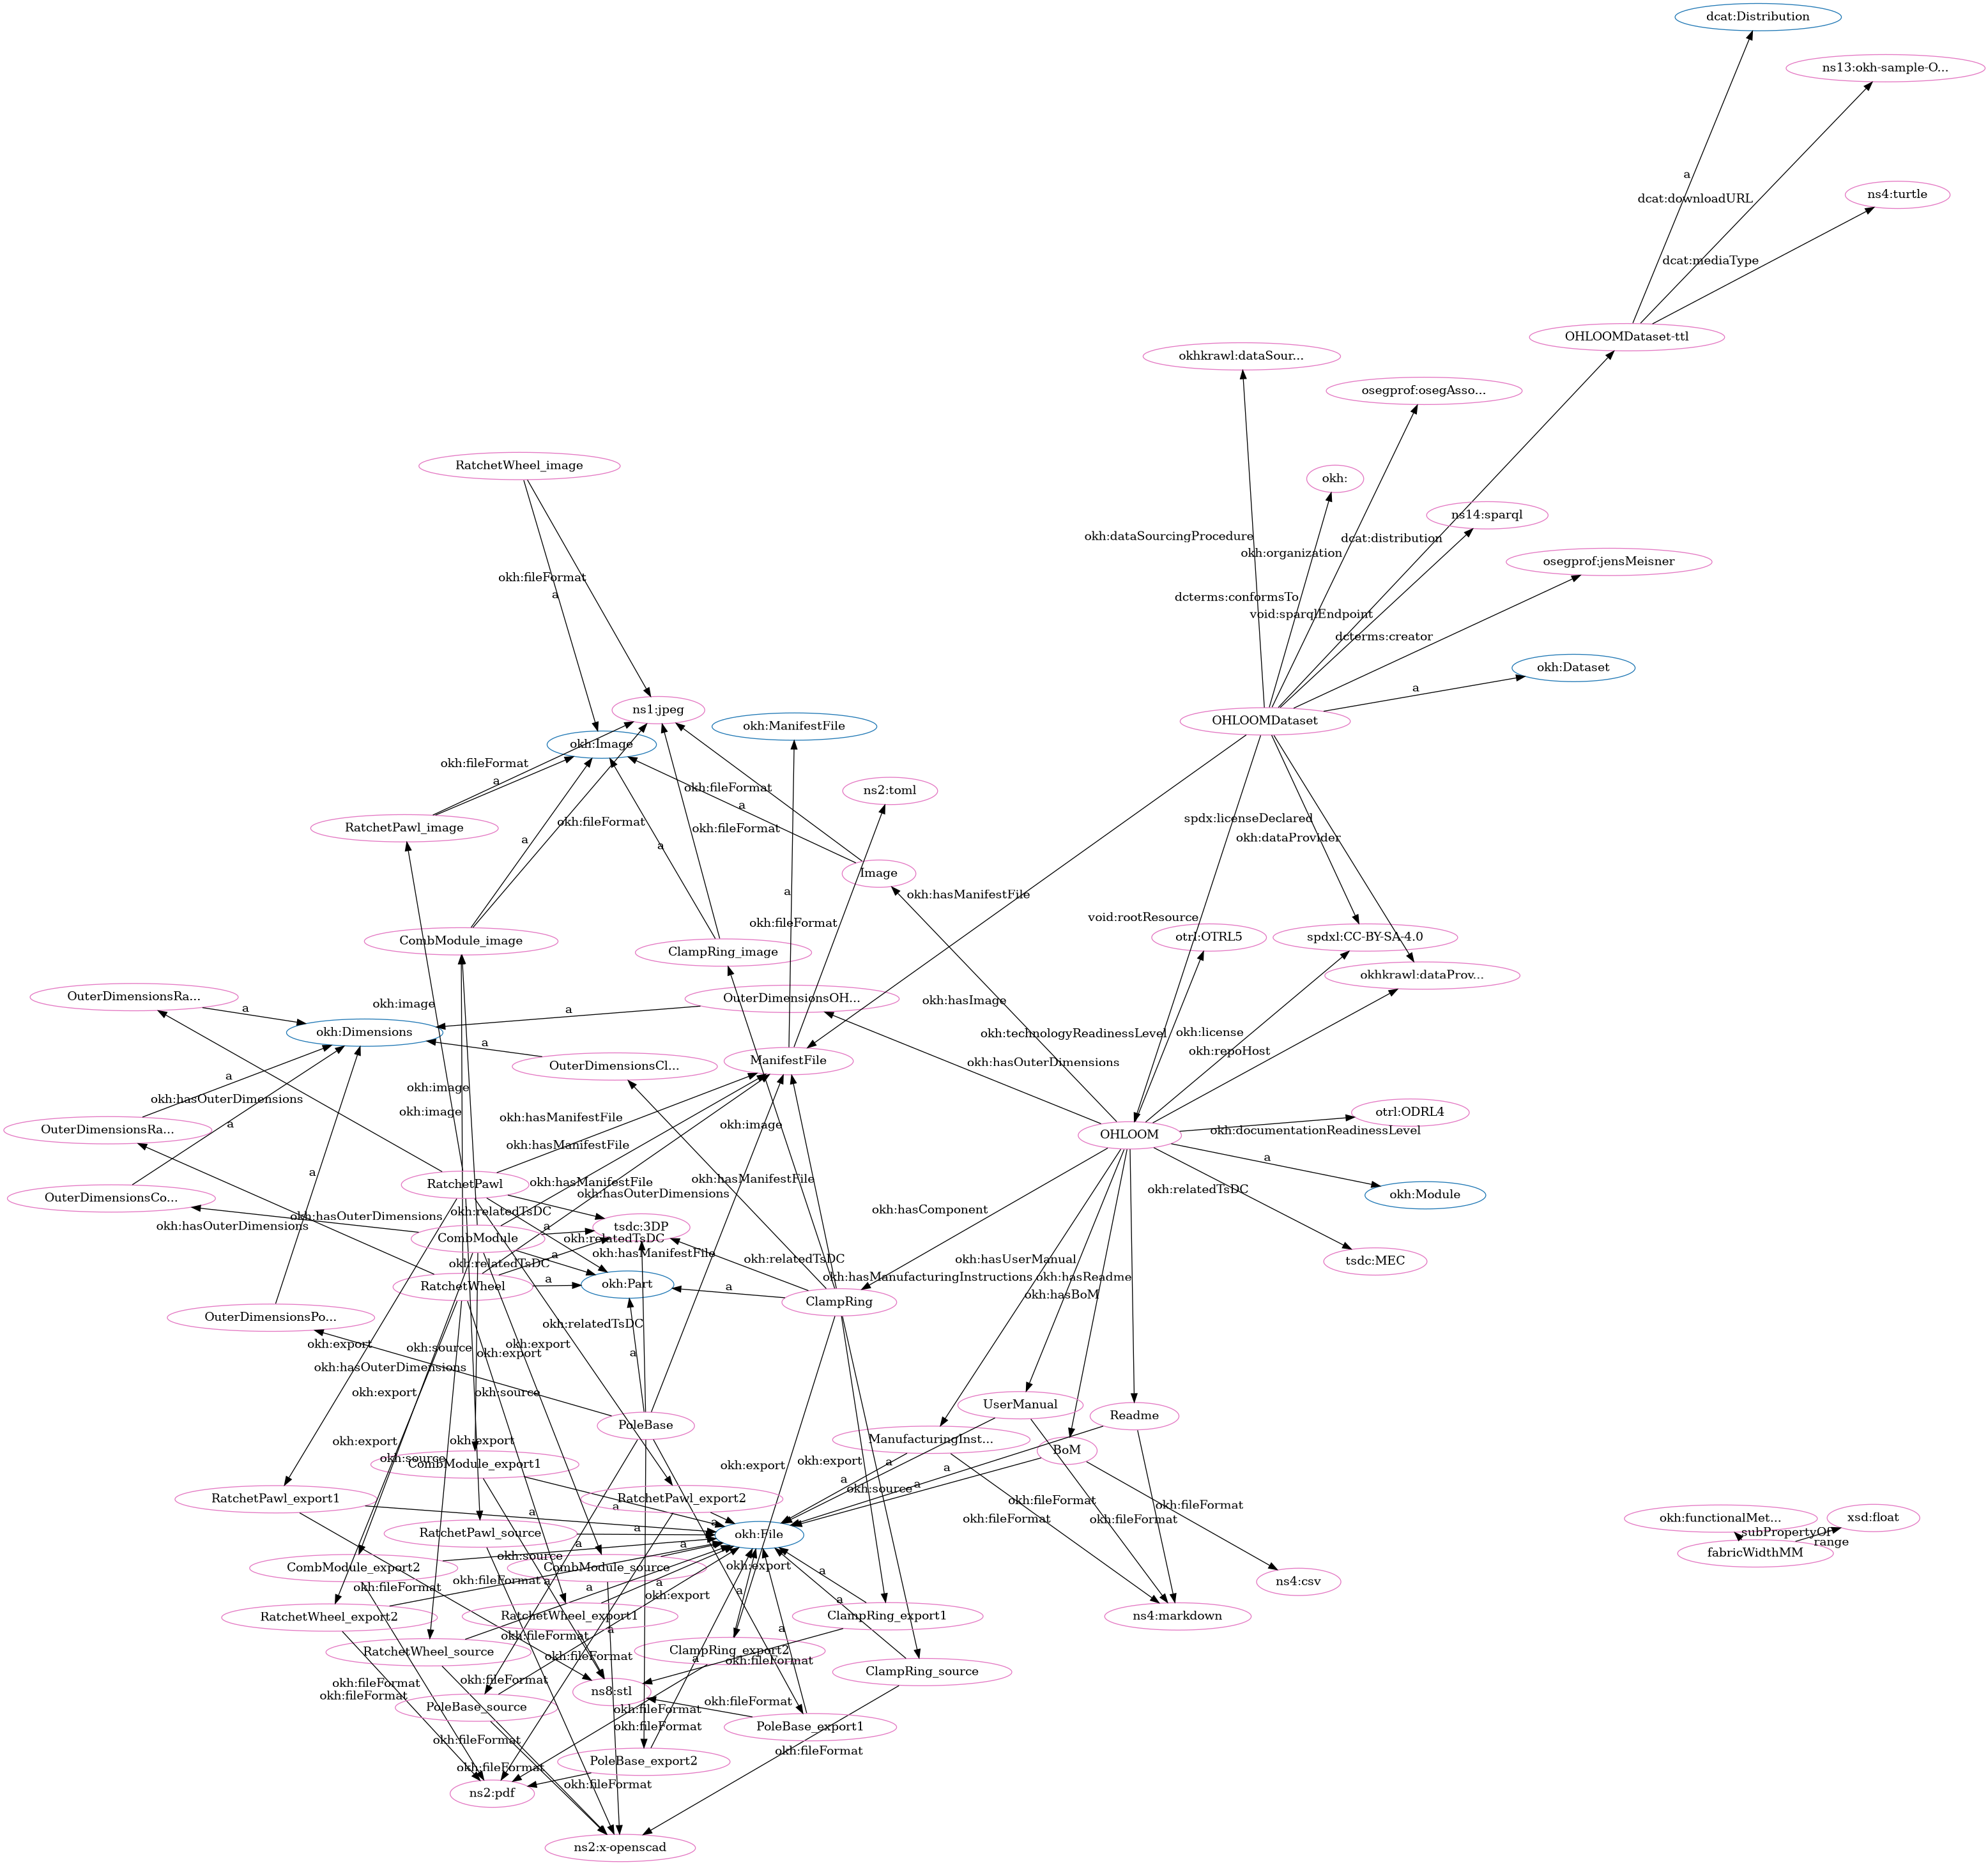 dcat:Distribution
ns13:okh-sample-O...
a
ns4:turtle
dcat:downloadURL
dcat:mediaType
OHLOOMDataset-ttl
okhkrawl:dataSour...
osegprof:osegAsso...
RatchetWheel_image
okh:
ns14:sparql
okh:dataSourcingProcedure
dcat:distribution
okh:organization
osegprof:jensMeisner
okh:fileFormat
a
dcterms:conformsTo
void:sparqlEndpoint
dcterms:creator
okh:Dataset
a
ns1:jpeg
OHLOOMDataset
okh:ManifestFile
okh:Image
okh:fileFormat
a
okh:fileFormat
ns2:toml
a
okh:fileFormat
okh:fileFormat
spdx:licenseDeclared
RatchetPawl_image
okh:dataProvider
a
a
Image
a
okh:hasManifestFile
void:rootResource
okh:fileFormat
otrl:OTRL5
spdxl:CC-BY-SA-4.0
CombModule_image
ClampRing_image
okhkrawl:dataProv...
OuterDimensionsRa...
OuterDimensionsOH...
okh:image
okh:hasImage
a
a
okh:Dimensions
okh:technologyReadinessLevel
okh:license
a
okh:repoHost
ManifestFile
okh:hasOuterDimensions
OuterDimensionsCl...
a
okh:image
okh:hasOuterDimensions
okh:image
otrl:ODRL4
okh:hasManifestFile
a
okh:image
OuterDimensionsRa...
okh:documentationReadinessLevel
OHLOOM
okh:hasManifestFile
a
a
okh:hasManifestFile
RatchetPawl
okh:hasManifestFile
okh:relatedTsDC
okh:hasOuterDimensions
okh:Module
OuterDimensionsCo...
okh:relatedTsDC
okh:hasComponent
okh:hasOuterDimensions
okh:hasOuterDimensions
a
tsdc:3DP
CombModule
okh:relatedTsDC
okh:hasManifestFile
a
okh:relatedTsDC
okh:hasUserManual
okh:relatedTsDC
tsdc:MEC
okh:hasManufacturingInstructions
okh:hasReadme
RatchetWheel
a
okh:Part
a
okh:hasBoM
ClampRing
OuterDimensionsPo...
okh:relatedTsDC
okh:export
okh:source
okh:export
okh:export
a
okh:hasOuterDimensions
okh:export
okh:source
UserManual
Readme
PoleBase
okh:export
okh:export
ManufacturingInst...
BoM
okh:source
CombModule_export1
okh:export
okh:export
a
a
a
okh:source
a
RatchetPawl_export1
RatchetPawl_export2
okh:fileFormat
okh:fileFormat
a
a
okh:fileFormat
okh:fileFormat
okh:functionalMet...
xsd:float
a
a
RatchetPawl_source
okh:File
subPropertyOf
range
fabricWidthMM
okh:source
a
a
CombModule_export2
CombModule_source
okh:export
a
okh:fileFormat
okh:fileFormat
a
a
ns4:csv
okh:fileFormat
a
okh:export
a
a
RatchetWheel_export2
RatchetWheel_export1
ClampRing_export1
ns4:markdown
a
a
okh:fileFormat
RatchetWheel_source
okh:fileFormat
ClampRing_export2
a
okh:fileFormat
ClampRing_source
okh:fileFormat
okh:fileFormat
okh:fileFormat
ns8:stl
okh:fileFormat
PoleBase_source
okh:fileFormat
okh:fileFormat
PoleBase_export1
okh:fileFormat
okh:fileFormat
PoleBase_export2
okh:fileFormat
okh:fileFormat
ns2:pdf
ns2:x-openscad